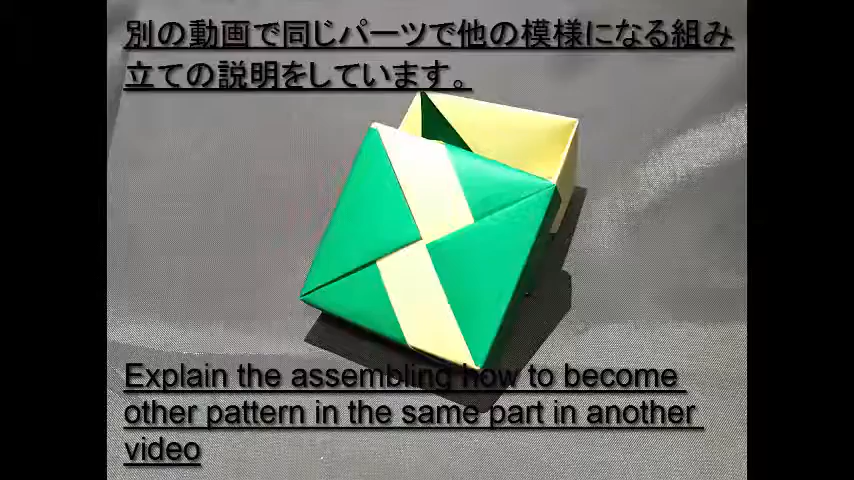 別の動画で同じパーツで他の模様になる組み
立ての説明をしています。
Explain the assembling how to become
other pattern in the same part in another
video